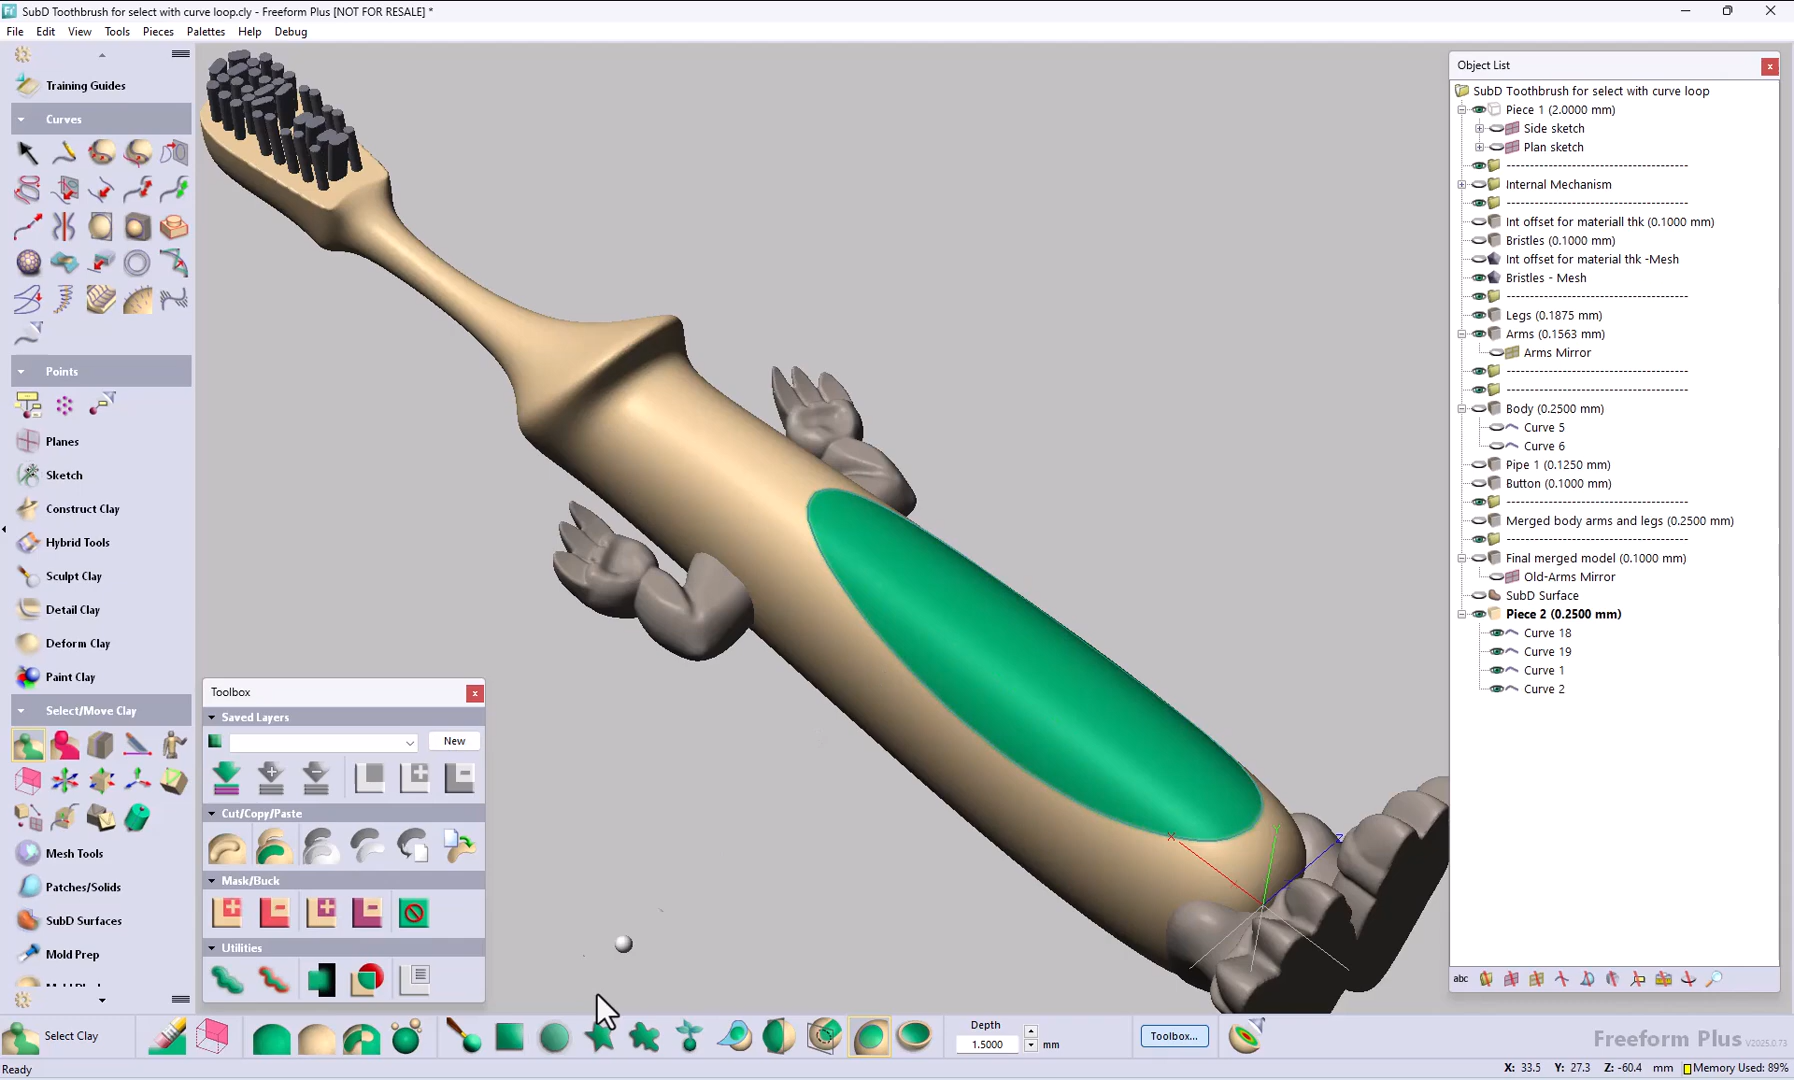 SubD Toothbrush for select with curve loop.cly - Freeform Plus [NOT FOR RESALE] *
File Edit View Tools Pieces Palettes Help Debug
Training Guides
Curves
Points
Planes
Sketch
Construct Clay
Hybrid Tools
Sculpt Clay
Detail Clay
Deform Clay
Paint Clay
Select/Move Clay
Mesh Tools
Patches/Solids
SubD Surfaces
Mold Prep
Toolbox
Saved Layers
New
Cut/Copy/Paste
Mask/Buck
Utilities
Object List
SubD Toothbrush for select with curve loop
Piece 1 (2.0000 mm)
Side sketch
Plan sketch
----------------------------------------
Internal Mechanism
----------------------------------------
Int offset for materiall thk (0.1000 mm)
Bristles (0.1000 mm)
Int offset for material thk -Mesh
Bristles - Mesh
----------------------------------------
Legs (0.1875 mm)
Arms (0.1563 mm)
Arms Mirror
----------------------------------------
----------------------------------------
Body (0.2500 mm)
Curve 5
Curve 6
Pipe 1 (0.1250 mm)
Button (0.1000 mm)
----------------------------------------
Merged body arms and legs (0.2500 mm)
----------------------------------------
Final merged model (0.1000 mm)
Old-Arms Mirror
SubD Surface
Piece 2 (0.2500 mm)
Curve 18
Curve 19
Curve 1
Curve 2
abc
X
Y
Z
Select Clay
Depth
1.5000 mm
Toolbox...
Freeform Plus V2025.0.73
Ready
X: 33.5 Y: 27.3 Z: -60.4 mm Memory Used: 89%